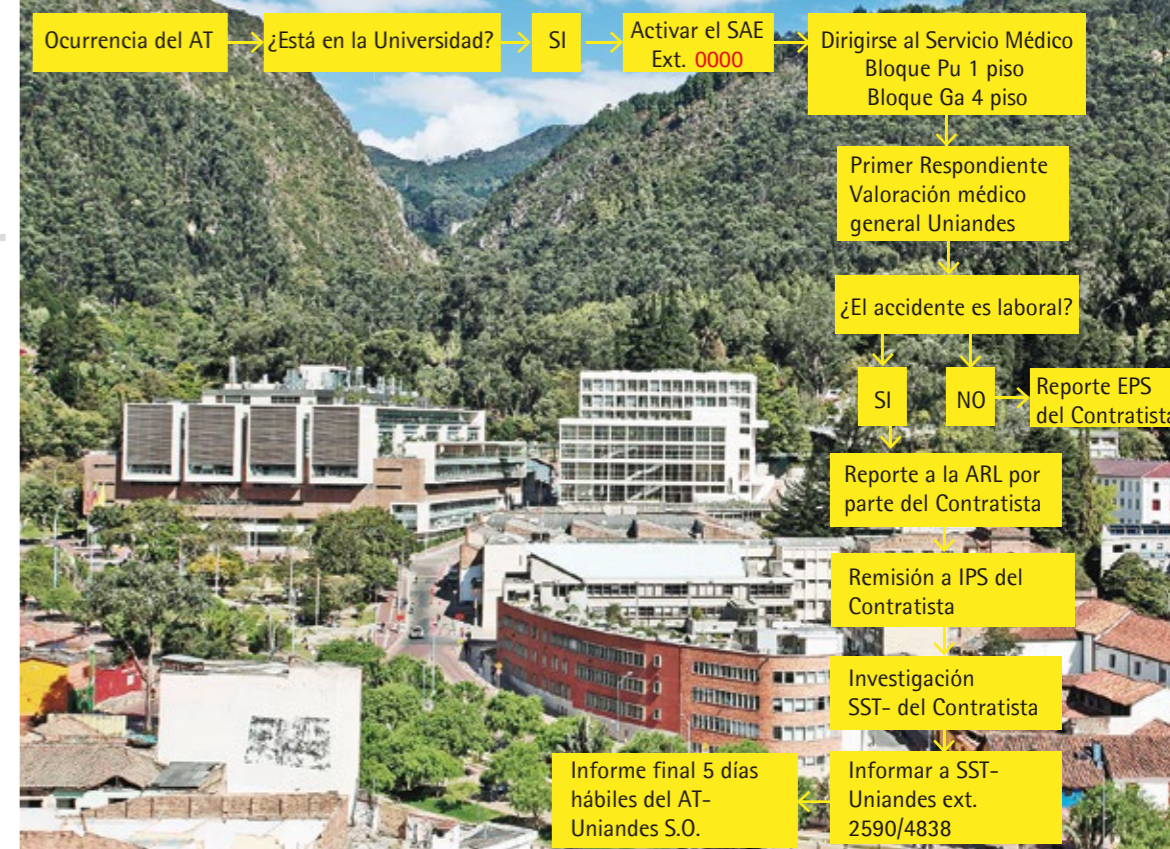 Ocurrencia del AT
¿Está en la Universidad?
SI
Activar el SAE
Ext. 0000
Dirigirse al Servicio Médico
Bloque Pu 1 piso
Bloque Ga 4 piso
Primer Respondiente
Valoración médico
general Uniandes
¿El accidente es laboral?
SI
NO
Reporte EPS
del Contratista
Reporte a la ARL por
parte del Contratista
Remisión a IPS del
Contratista
Investigación
SST- del Contratista
Informar a SST-
Uniandes ext.
2590/4838
Informe final 5 días
hábiles del AT-
Uniandes S.O.